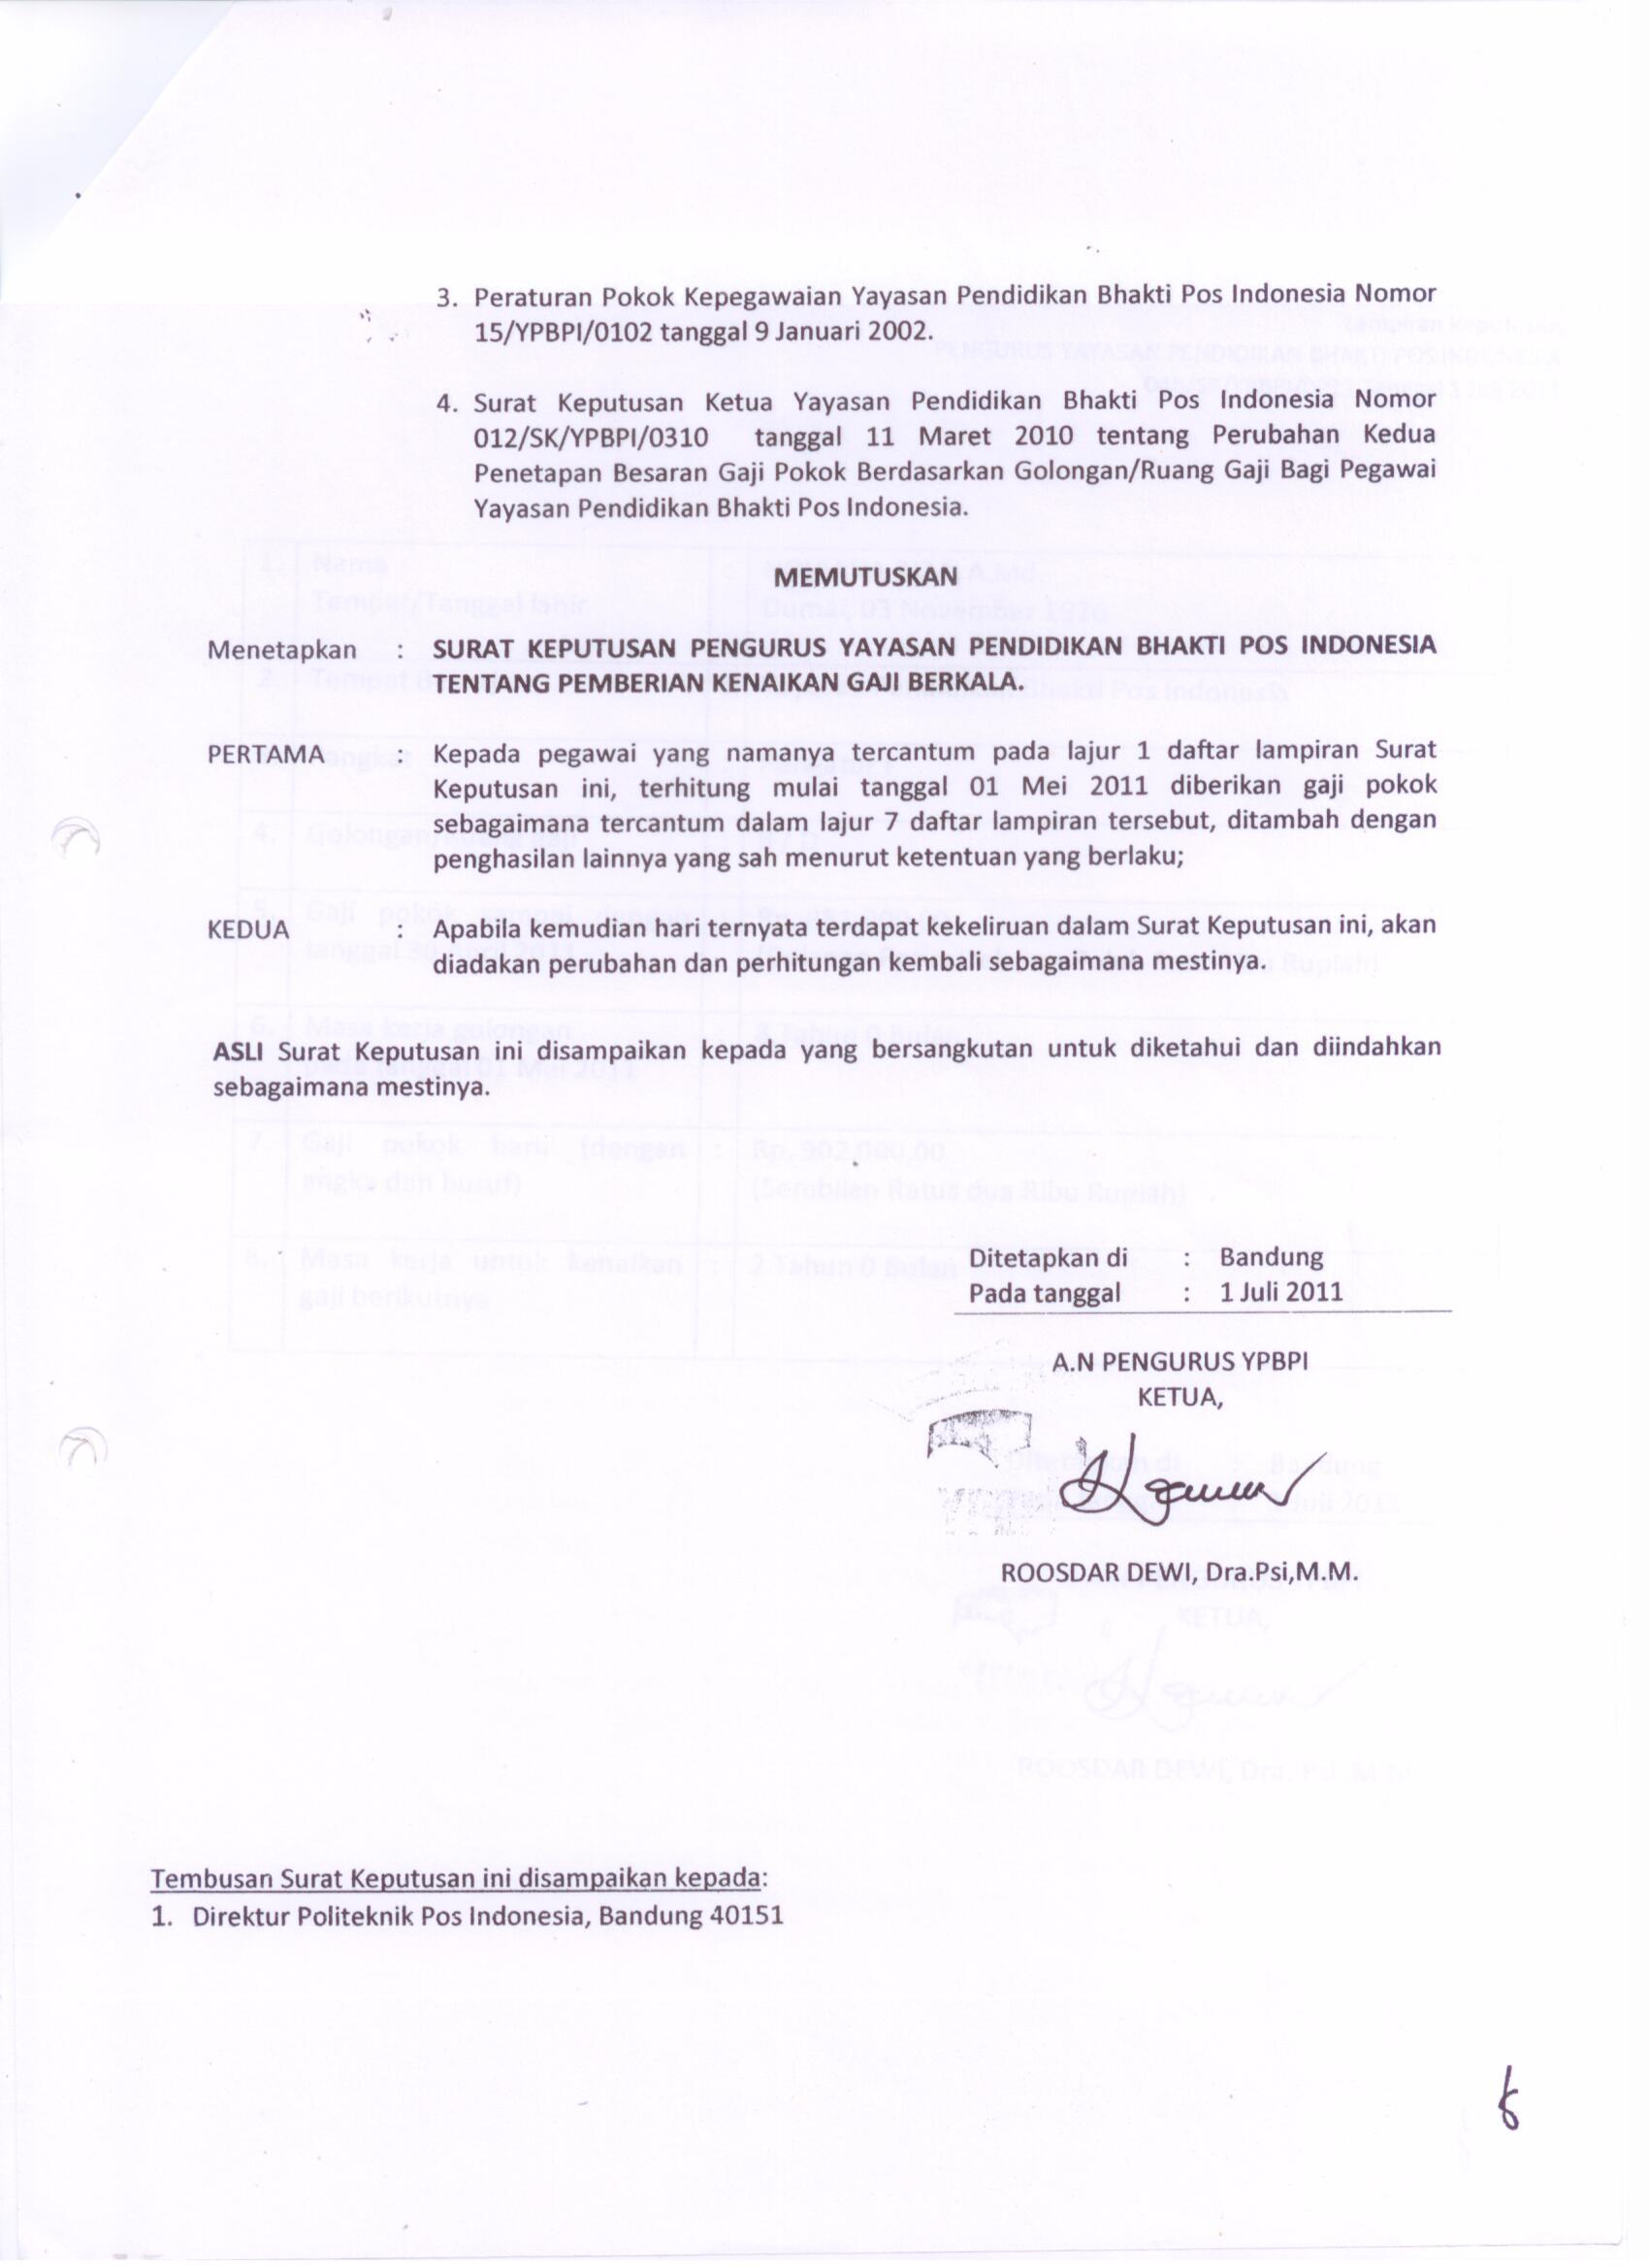 3. Peraturan Pokok Kepegawaian Yayasan Pendidikan Bhakti Pos Indonesia Nomor
15/YPBPI/0102 tanggal 9 Januari 2002.
4. Surat Keputusan Ketua Yayasan Pendidikan Bhakti Pos Indonesia Nomor
012/SK/YPBPI/0310 tanggal 11 Maret 2010 tentang Perubahan Kedua
Penetapan Besaran Gaji Pokok Berdasarkan Golongan/Ruang Gaji Bagi Pegawai
Yayasan Pendidikan Bhakti Pos Indonesia.
MEMUTUSKAN
Menetapkan : SURAT KEPUTUSAN PENGURUS YAYASAN PENDIDIKAN BHAKTI POS INDONESIA
TENTANG PEMBERIAN KENAIKAN GAJI BERKALA.
PERTAMA : Kepada pegawai yang namanya tercantum pada lajur 1 daftar lampiran Surat
Keputusan ini, terhitung mulai tanggal 01 Mei 2011 diberikan gaji pokok
sebagaimana tercantum dalam lajur 7 daftar lampiran tersebut, ditambah dengan
penghasilan lainnya yang sah menurut ketentuan yang berlaku;
KEDUA : Apabila kemudian hari ternyata terdapat kekeliruan dalam Surat Keputusan ini, akan
diadakan perubahan dan perhitungan kembali sebagaimana mestinya.
ASLI Surat Keputusan ini disampaikan kepada yang bersangkutan untuk diketahui dan diindahkan
sebagaimana mestinya.
Ditetapkan di : Bandung
Pada tanggal : 1 Juli 2011
A.N PENGURUS YPBPI
KETUA,
ROOSDAR DEWI, Dra.Psi,M.M.
Tembusan Surat Keputusan ini disampaikan kepada:
1. Direktur Politeknik Pos Indonesia, Bandung 40151